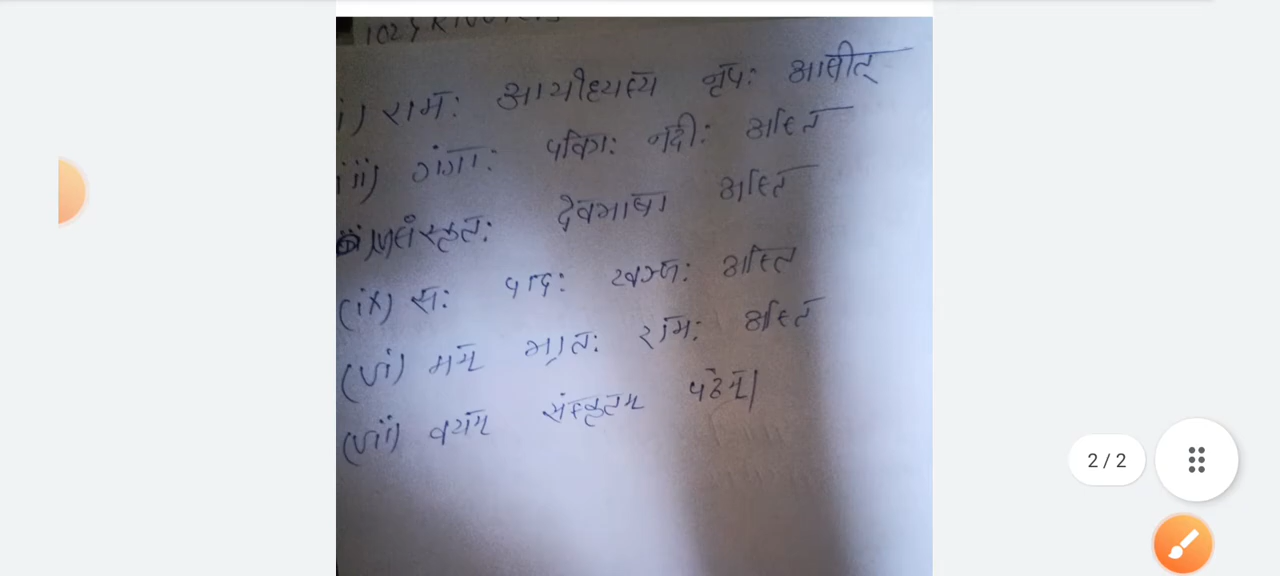 i) रामः आयोध्यस्य नृपः आसीत्
iii) गंगाः पवित्राः नदीः अस्ति
संस्कृतः देवभाषा अस्ति
(ix) सः पादः खञ्जः अस्ति
(vi) मम् भ्रातः रामः अस्ति
(vii) वयम् संस्कृतम् पठेम्।
2 / 2